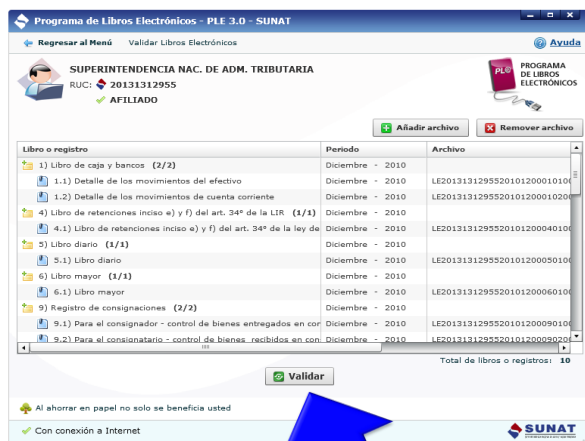 Programa de Libros Electrónicos - PLE 3.0 - SUNAT
Regresar al Menú Validar Libros Electrónicos Ayuda
SUPERINTENDENCIA NAC. DE ADM. TRIBUTARIA
RUC: 20131312955
AFILIADO
PLE PROGRAMA
DE LIBROS
ELECTRÓNICOS
Añadir archivo Remover archivo
Libro o registro Periodo Archivo
1) Libro de caja y bancos (2/2) Diciembre - 2010
1.1) Detalle de los movimientos del efectivo Diciembre - 2010 LE2013131295520101200010100
1.2) Detalle de los movimientos de cuenta corriente Diciembre - 2010 LE2013131295520101200010200
4) Libro de retenciones inciso e) y f) del art. 34° de la LIR (1/1) Diciembre - 2010
4.1) Libro de retenciones inciso e) y f) del art. 34° de la ley de Diciembre - 2010 LE2013131295520101200040100
5) Libro diario (1/1) Diciembre - 2010
5.1) Libro diario Diciembre - 2010 LE2013131295520101200050100
6) Libro mayor (1/1) Diciembre - 2010
6.1) Libro mayor Diciembre - 2010 LE2013131295520101200060100
9) Registro de consignaciones (2/2) Diciembre - 2010
9.1) Para el consignador - control de bienes entregados en con Diciembre - 2010 LE2013131295520101200090100
9.2) Para el consignatario - control de bienes recibidos en con Diciembre - 2010 LE2013131295520101200090200
Total de libros o registros: 10
Validar
Al ahorrar en papel no solo se beneficia usted
Con conexión a Internet SUNAT